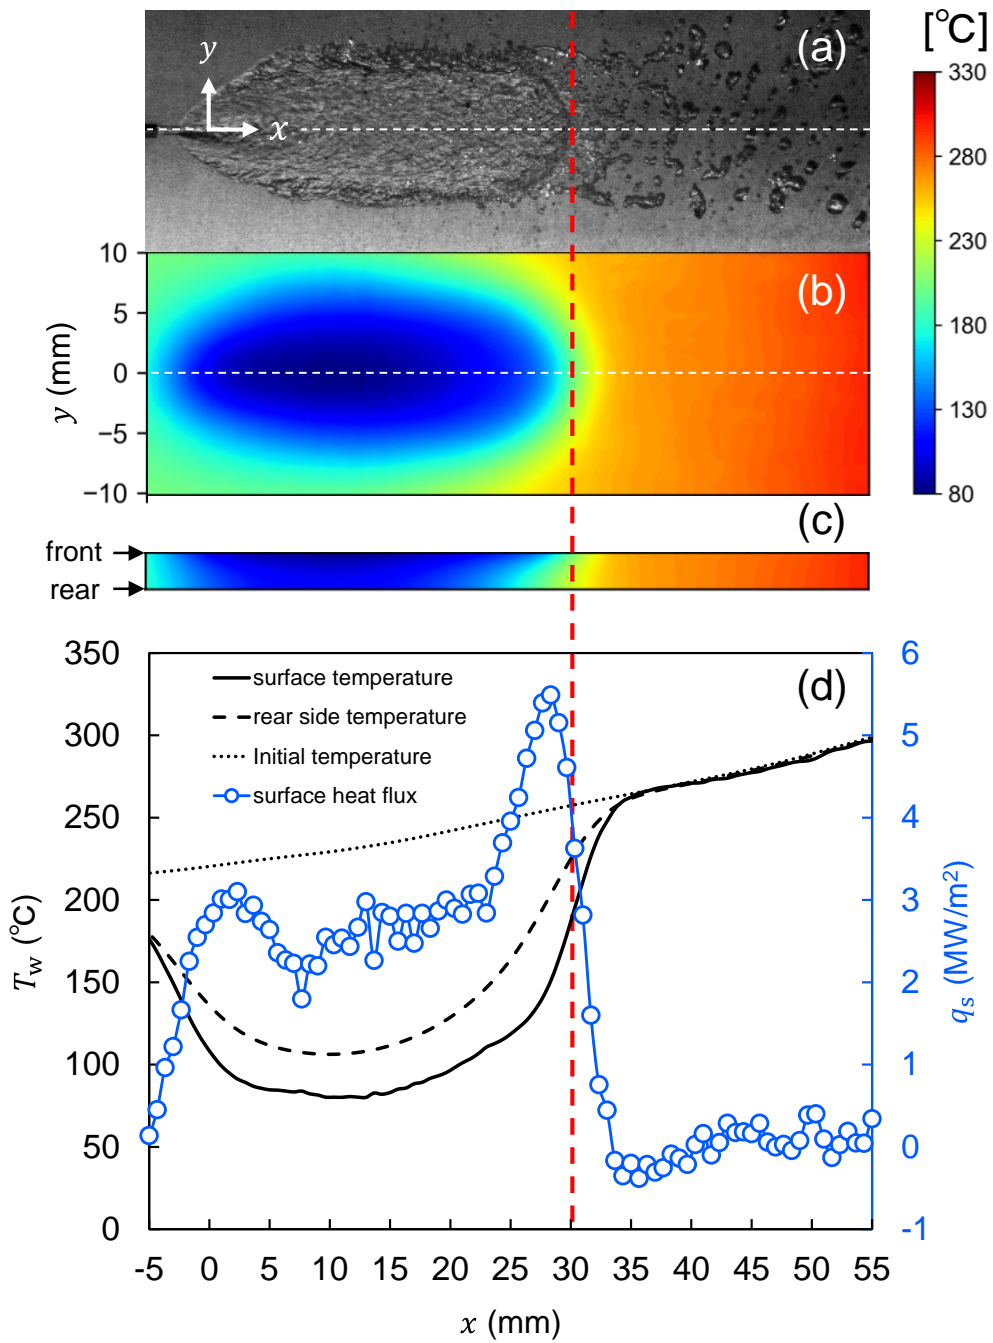 [°C]
(a)
y
x
330
280
230
180
130
80
(b)
10
5
0
−5
−10
y (mm)
(c)
front
rear
(d)
350
300
250
200
150
100
50
0
T_w (°C)
surface temperature
rear side temperature
Initial temperature
surface heat flux
6
5
4
3
2
1
0
-1
q_s (MW/m²)
-5 0 5 10 15 20 25 30 35 40 45 50 55
x (mm)